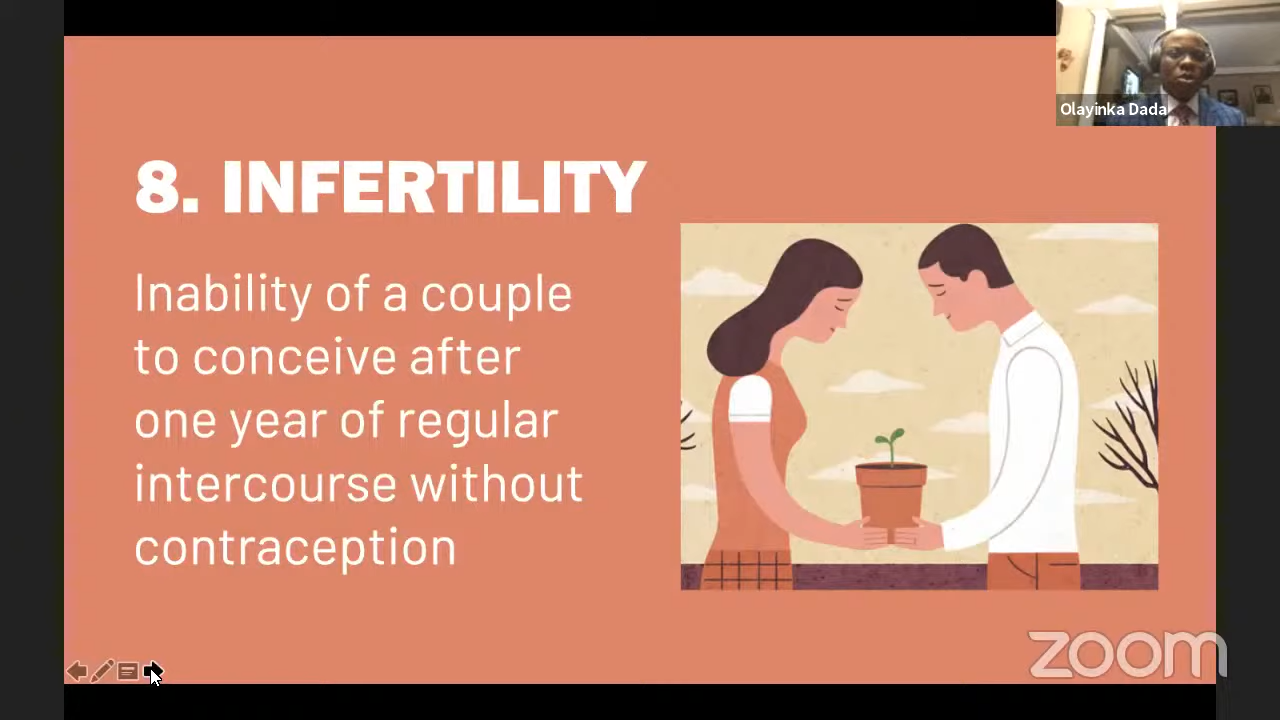 Olayinka Dada
8. INFERTILITY
Inability of a couple
to conceive after
one year of regular
intercourse without
contraception
zoom